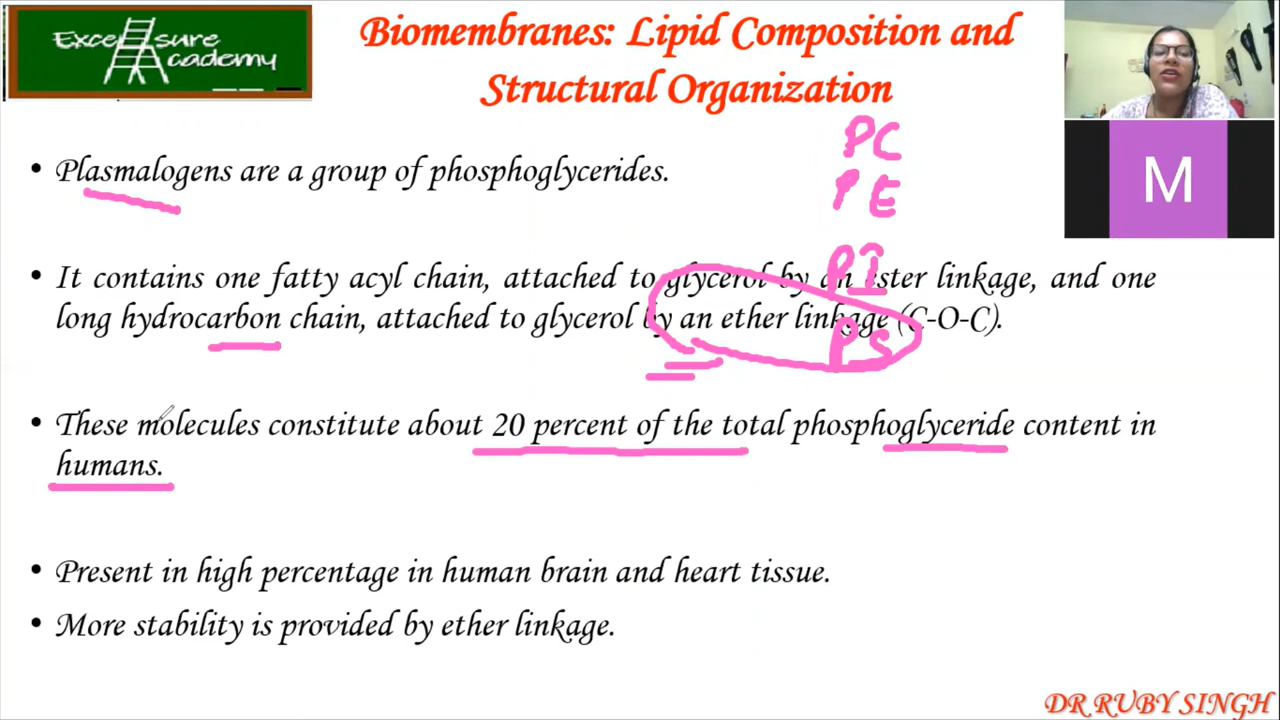 Excel sure
Academy
Biomembranes: Lipid Composition and
Structural Organization
PC
• Plasmalogens are a group of phosphoglycerides.
M
PE
PI
• It contains one fatty acyl chain, attached to glycerol by an ester linkage, and one
long hydrocarbon chain, attached to glycerol by an ether linkage (C-O-C).
PS
• These molecules constitute about 20 percent of the total phosphoglyceride content in
humans.
• Present in high percentage in human brain and heart tissue.
• More stability is provided by ether linkage.
DR RUBY SINGH